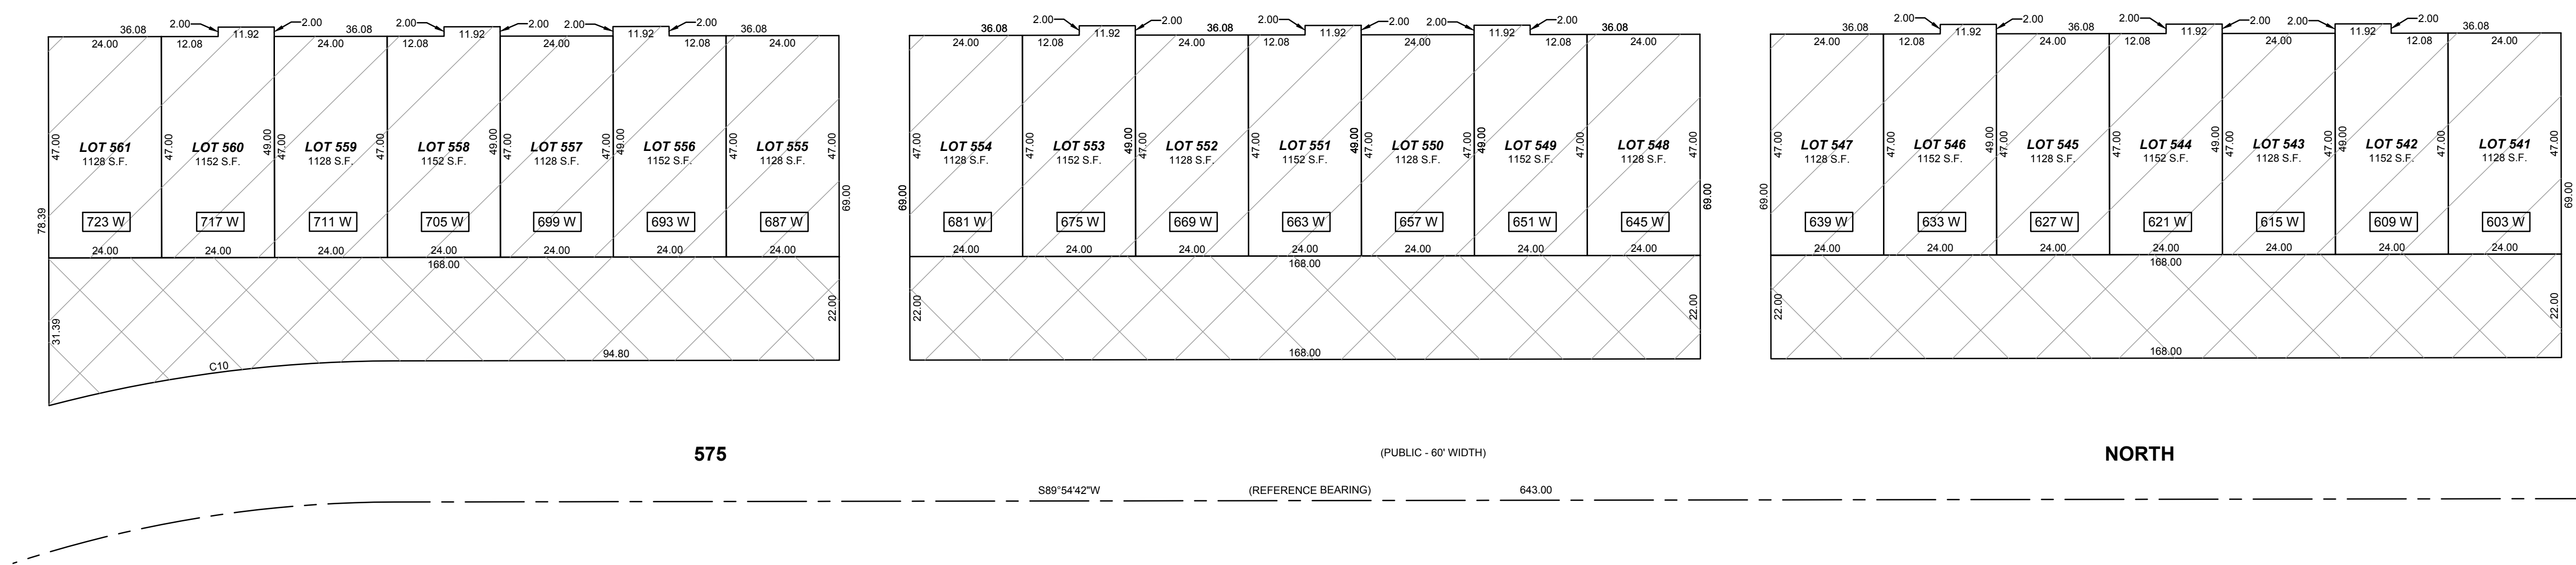 2.00 2.00 2.00 2.00 2.00 2.00
36.08 11.92 36.08 11.92 11.92 36.08
24.00 12.08 24.00 12.08 24.00 12.08 24.00
47.00 47.00 49.00 47.00 47.00 49.00 47.00 49.00 47.00 47.00
LOT 561 LOT 560 LOT 559 LOT 558 LOT 557 LOT 556 LOT 555
1128 S.F. 1152 S.F. 1128 S.F. 1152 S.F. 1128 S.F. 1152 S.F. 1128 S.F.
78.39 69.00
723 W 717 W 711 W 705 W 699 W 693 W 687 W
24.00 24.00 24.00 24.00 24.00 24.00 24.00
168.00
31.39 22.00
C10 94.80
2.00 2.00 2.00 2.00 2.00 2.00
36.08 11.92 36.08 11.92 11.92 36.08
24.00 12.08 24.00 12.08 24.00 12.08 24.00
47.00 47.00 49.00 47.00 47.00 49.00 47.00 49.00 47.00 47.00
LOT 554 LOT 553 LOT 552 LOT 551 LOT 550 LOT 549 LOT 548
1128 S.F. 1152 S.F. 1128 S.F. 1152 S.F. 1128 S.F. 1152 S.F. 1128 S.F.
69.00 69.00
681 W 675 W 669 W 663 W 657 W 651 W 645 W
24.00 24.00 24.00 24.00 24.00 24.00 24.00
168.00
22.00 22.00
168.00
2.00 2.00 2.00 2.00 2.00 2.00
36.08 11.92 36.08 11.92 11.92 36.08
24.00 12.08 24.00 12.08 24.00 12.08 24.00
47.00 47.00 49.00 47.00 47.00 49.00 47.00 49.00 47.00 47.00
LOT 547 LOT 546 LOT 545 LOT 544 LOT 543 LOT 542 LOT 541
1128 S.F. 1152 S.F. 1128 S.F. 1152 S.F. 1128 S.F. 1152 S.F. 1128 S.F.
69.00 69.00
639 W 633 W 627 W 621 W 615 W 609 W 603 W
24.00 24.00 24.00 24.00 24.00 24.00 24.00
168.00
22.00 22.00
168.00
575 (PUBLIC - 60' WIDTH) NORTH
S89°54'42"W (REFERENCE BEARING) 643.00